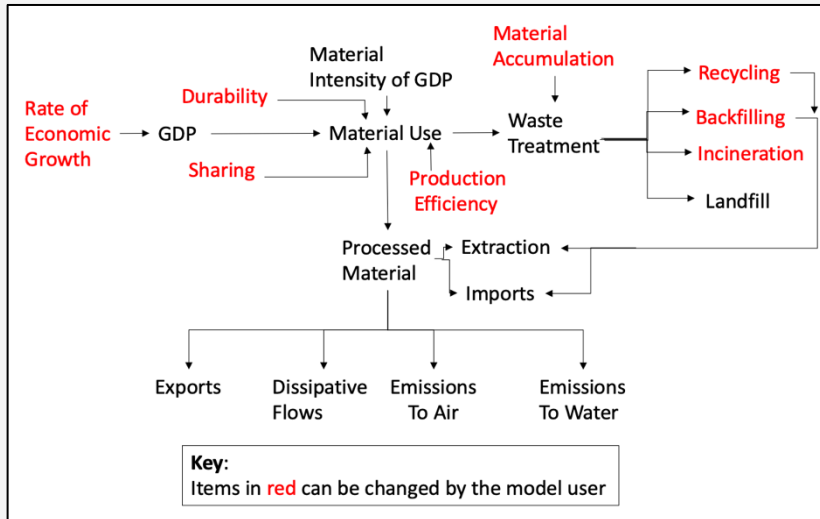 Material
Intensity of GDP
Material
Accumulation
Recycling
Durability
Rate of
Economic
Growth
GDP
Material Use
Waste
Treatment
Backfilling
Incineration
Sharing
Production
Efficiency
Landfill
Processed
Material
Extraction
Imports
Exports
Dissipative
Flows
Emissions
To Air
Emissions
To Water
Key:
Items in red can be changed by the model user